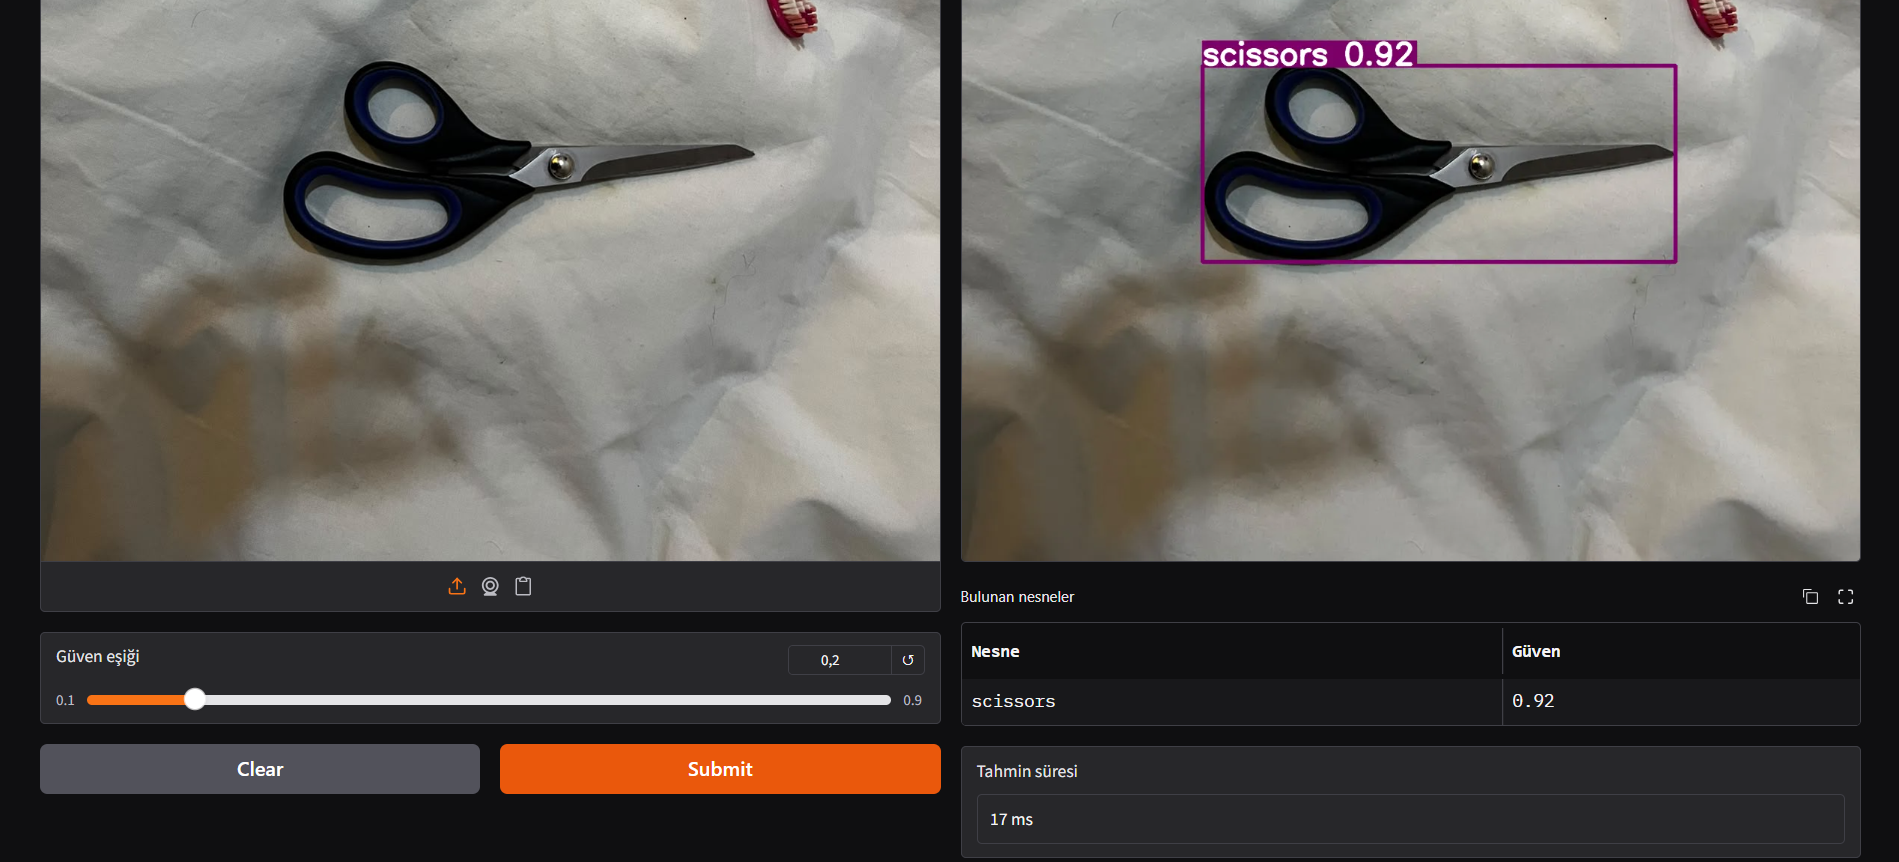 scissors 0.92
Bulunan nesneler
Nesne Güven
scissors 0.92
Güven eşiği 0,2
0.1 0.9
Clear Submit
Tahmin süresi
17 ms